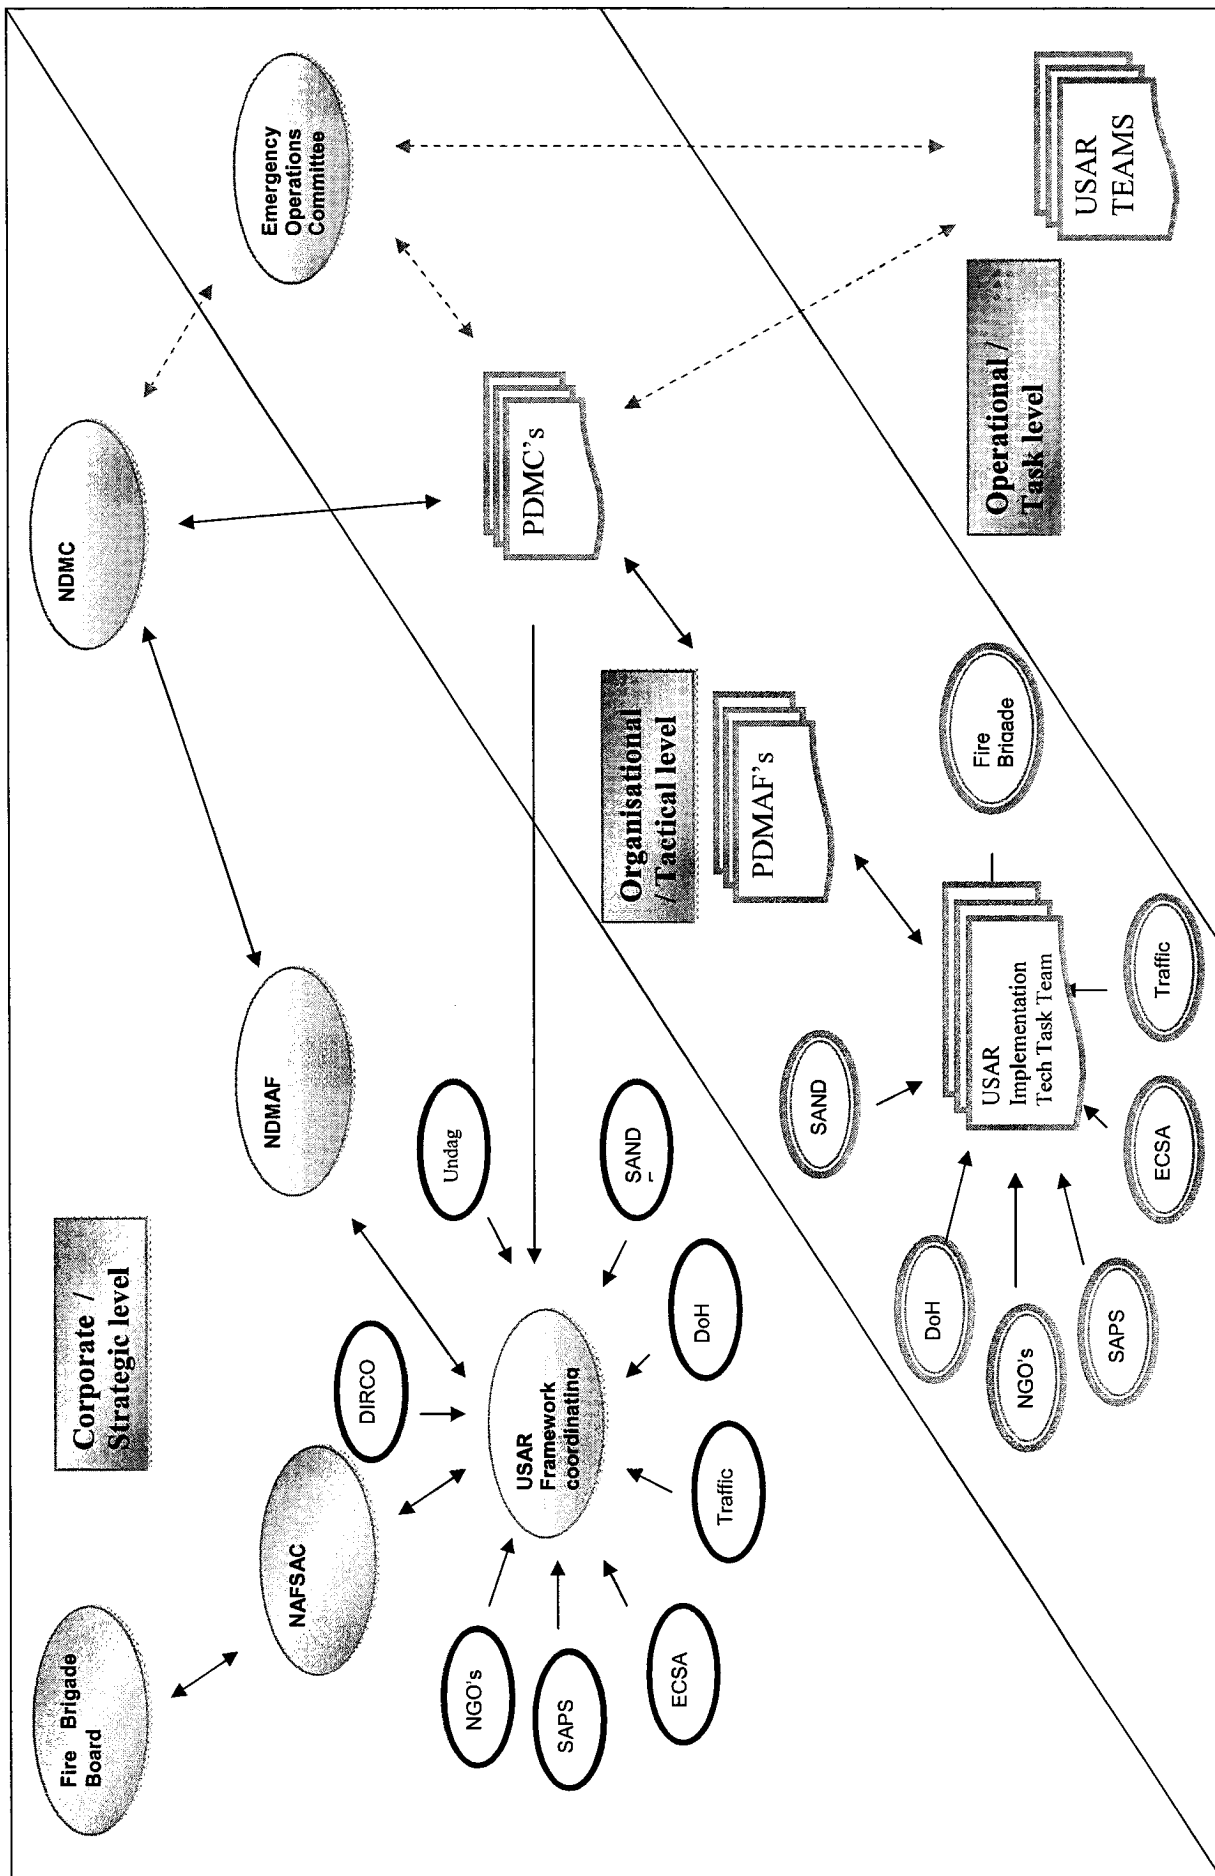 Fire Brigade
Board
Corporate /
Strategic level
NDMC
NAFSAC
NDMAF
Emergency
Operations
Committee
DIRCO
Undag
NGO's
USAR
Framework
coordinating
PDMC's
SAPS
SAND
ECSA
DoH
Traffic
Organisational
/ Tactical level
PDMAF's
SAND
Fire
Brigade
DoH
NGO's
SAPS
USAR
Implementation
Tech Task Team
ECSA
Traffic
Operational /
Task level
USAR
TEAMS